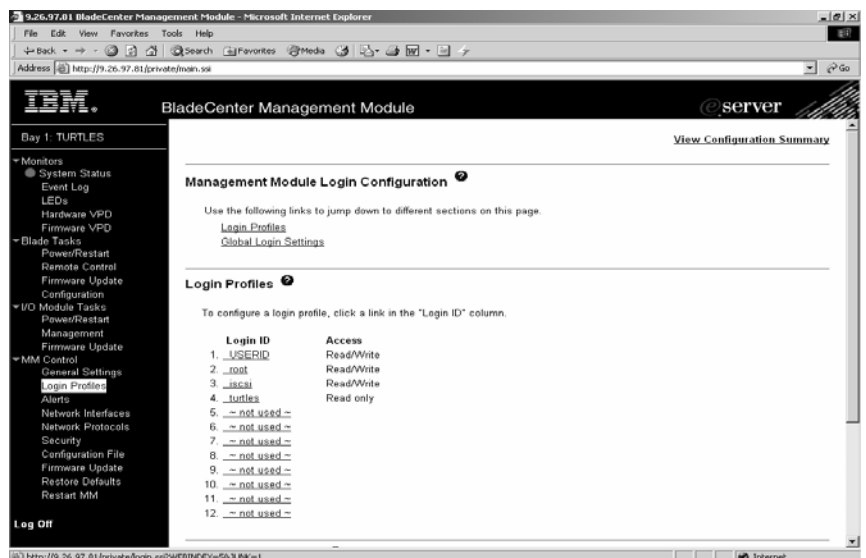 9.26.97.81 BladeCenter Management Module - Microsoft Internet Explorer
File Edit View Favorites Tools Help
Back Search Favorites Media
Address http://9.26.97.81/private/main.ssi Go
IBM. BladeCenter Management Module @server
Bay 1: TURTLES
View Configuration Summary
Monitors
System Status
Event Log
LEDs
Hardware VPD
Firmware VPD
Blade Tasks
Power/Restart
Remote Control
Firmware Update
Configuration
I/O Module Tasks
Power/Restart
Management
Firmware Update
MM Control
General Settings
Login Profiles
Alerts
Network Interfaces
Network Protocols
Security
Configuration File
Firmware Update
Restore Defaults
Restart MM
Log Off
Management Module Login Configuration ?
Use the following links to jump down to different sections on this page.
Login Profiles
Global Login Settings
Login Profiles ?
To configure a login profile, click a link in the "Login ID" column.
Login ID Access
1. USERID Read/Write
2. root Read/Write
3. iscsi Read/Write
4. turtles Read only
5. ~ not used ~
6. ~ not used ~
7. ~ not used ~
8. ~ not used ~
9. ~ not used ~
10. ~ not used ~
11. ~ not used ~
12. ~ not used ~
Internet